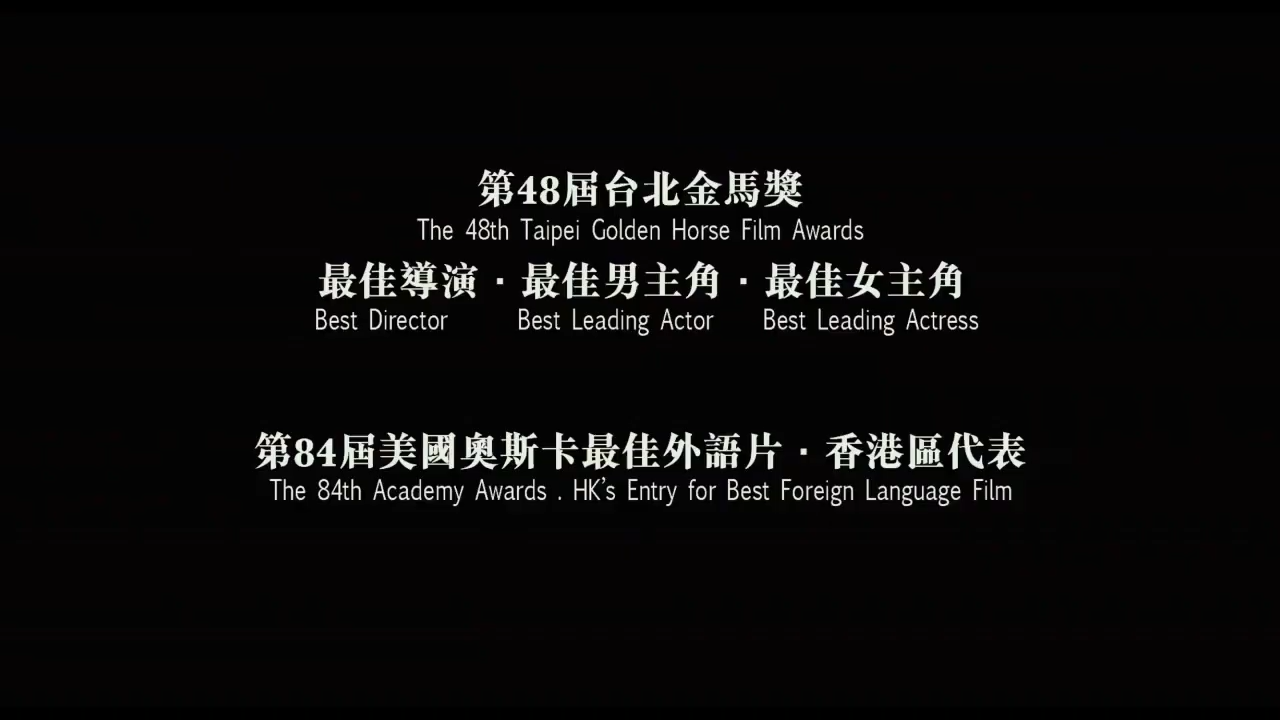 第48屆台北金馬獎
The 48th Taipei Golden Horse Film Awards
最佳導演・最佳男主角・最佳女主角
Best Director Best Leading Actor Best Leading Actress
第84屆美國奧斯卡最佳外語片・香港區代表
The 84th Academy Awards . HK's Entry for Best Foreign Language Film